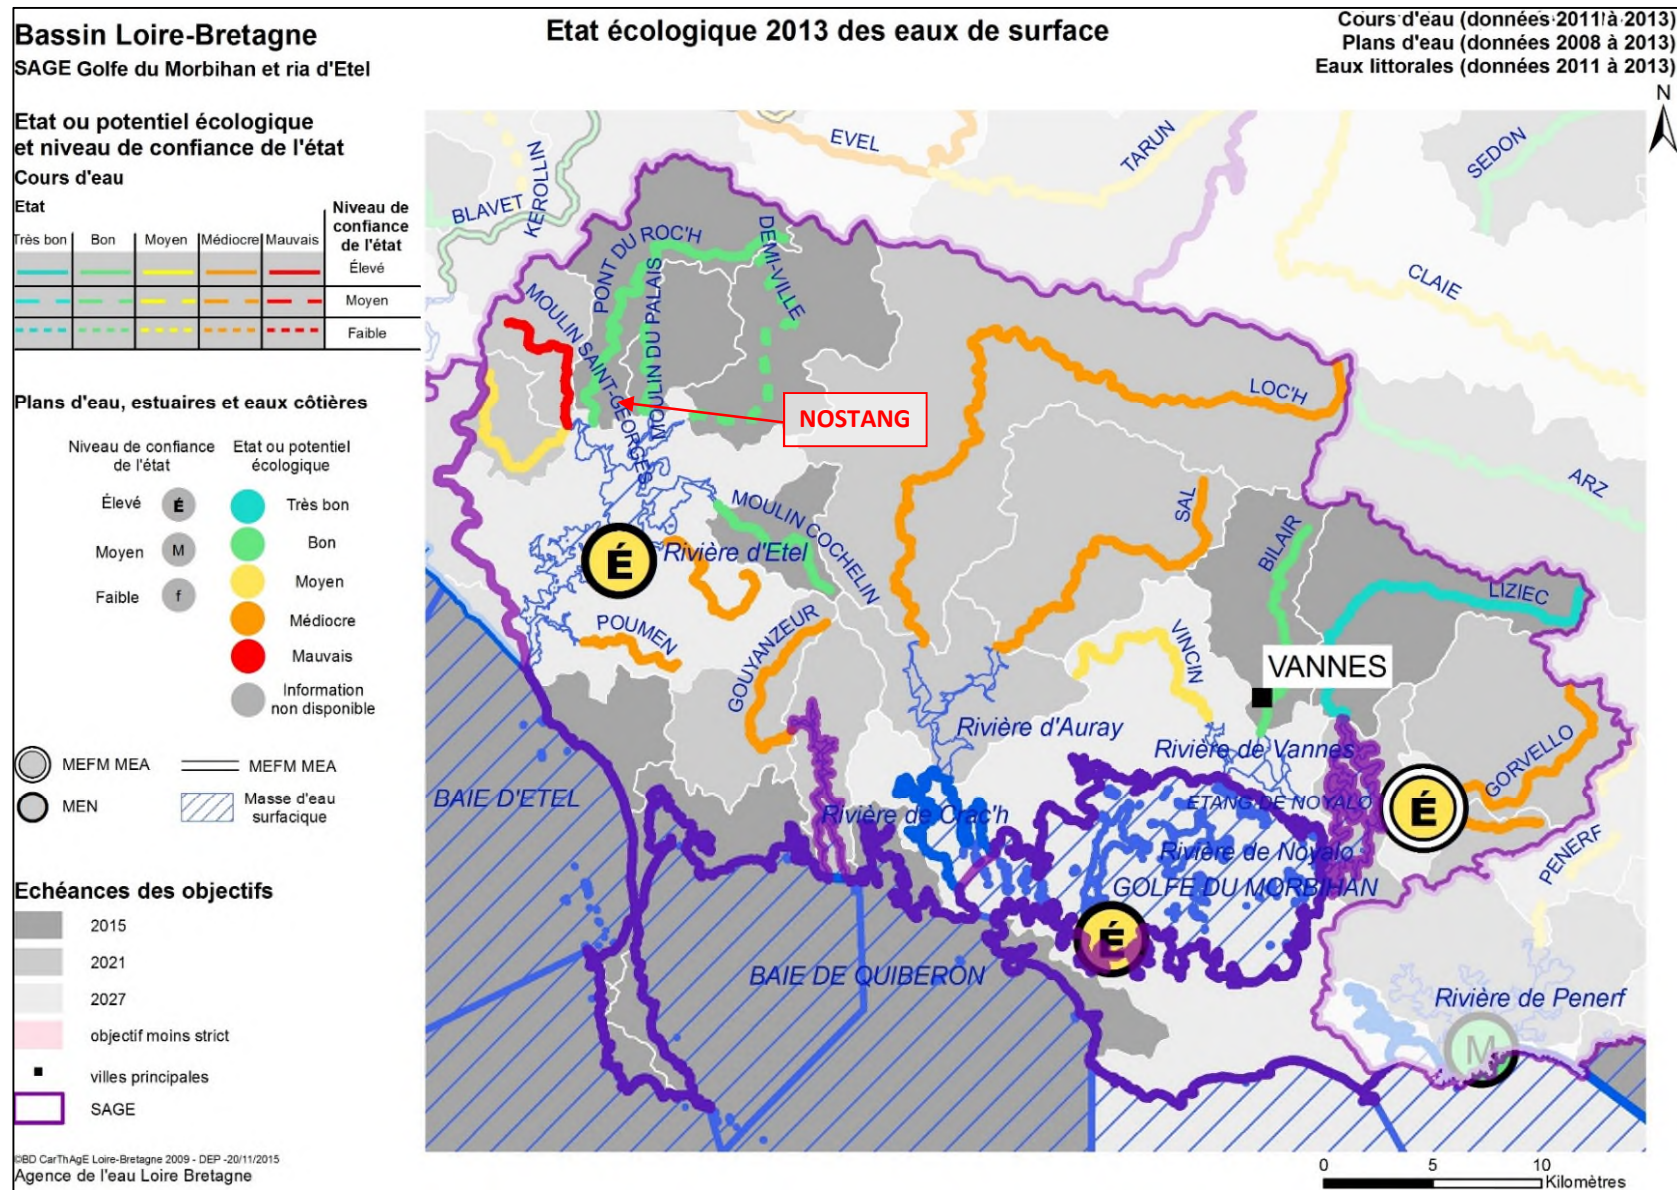 Bassin Loire-Bretagne
SAGE Golfe du Morbihan et ria d'Etel
Etat écologique 2013 des eaux de surface
Cours d'eau (données 2011 à 2013)
Plans d'eau (données 2008 à 2013)
Eaux littorales (données 2011 à 2013)
N
Etat ou potentiel écologique
et niveau de confiance de l'état
Cours d'eau
Etat
Niveau de confiance de l'état
Très bon
Bon
Moyen
Médiocre
Mauvais
Élevé
Moyen
Faible
Plans d'eau, estuaires et eaux côtières
Niveau de confiance
de l'état
Etat ou potentiel
écologique
Élevé
É
Très bon
Moyen
M
Bon
Faible
f
Moyen
Médiocre
Mauvais
Information
non disponible
MEFM MEA
MEFM MEA
MEN
Masse d'eau
surfacique
Echéances des objectifs
2015
2021
2027
objectif moins strict
villes principales
SAGE
©BD CarThAgE Loire-Bretagne 2009 - DEP -20/11/2015
Agence de l'eau Loire Bretagne
EVEL
TARUN
SEDON
BLAVET
KEROLLIN
CLAIE
PONT DU ROC'H
DEMI-VILLE
MOULIN SAINT-GEORGES
MOULIN DU PALAIS
NOSTANG
LOC'H
ARZ
SAL
MOULIN COCHELIN
BILAIR
LIZIEC
É
Rivière d'Etel
POUMEN
GOUYANZEUR
VINCIN
VANNES
Rivière d'Auray
Rivière de Vannes
GORVELLO
BAIE D'ETEL
Rivière de Crac'h
ETANG DE NOYALO
É
Rivière de Noyalo
PENERF
GOLFE DU MORBIHAN
É
BAIE DE QUIBERON
Rivière de Penerf
M
0 5 10
Kilomètres